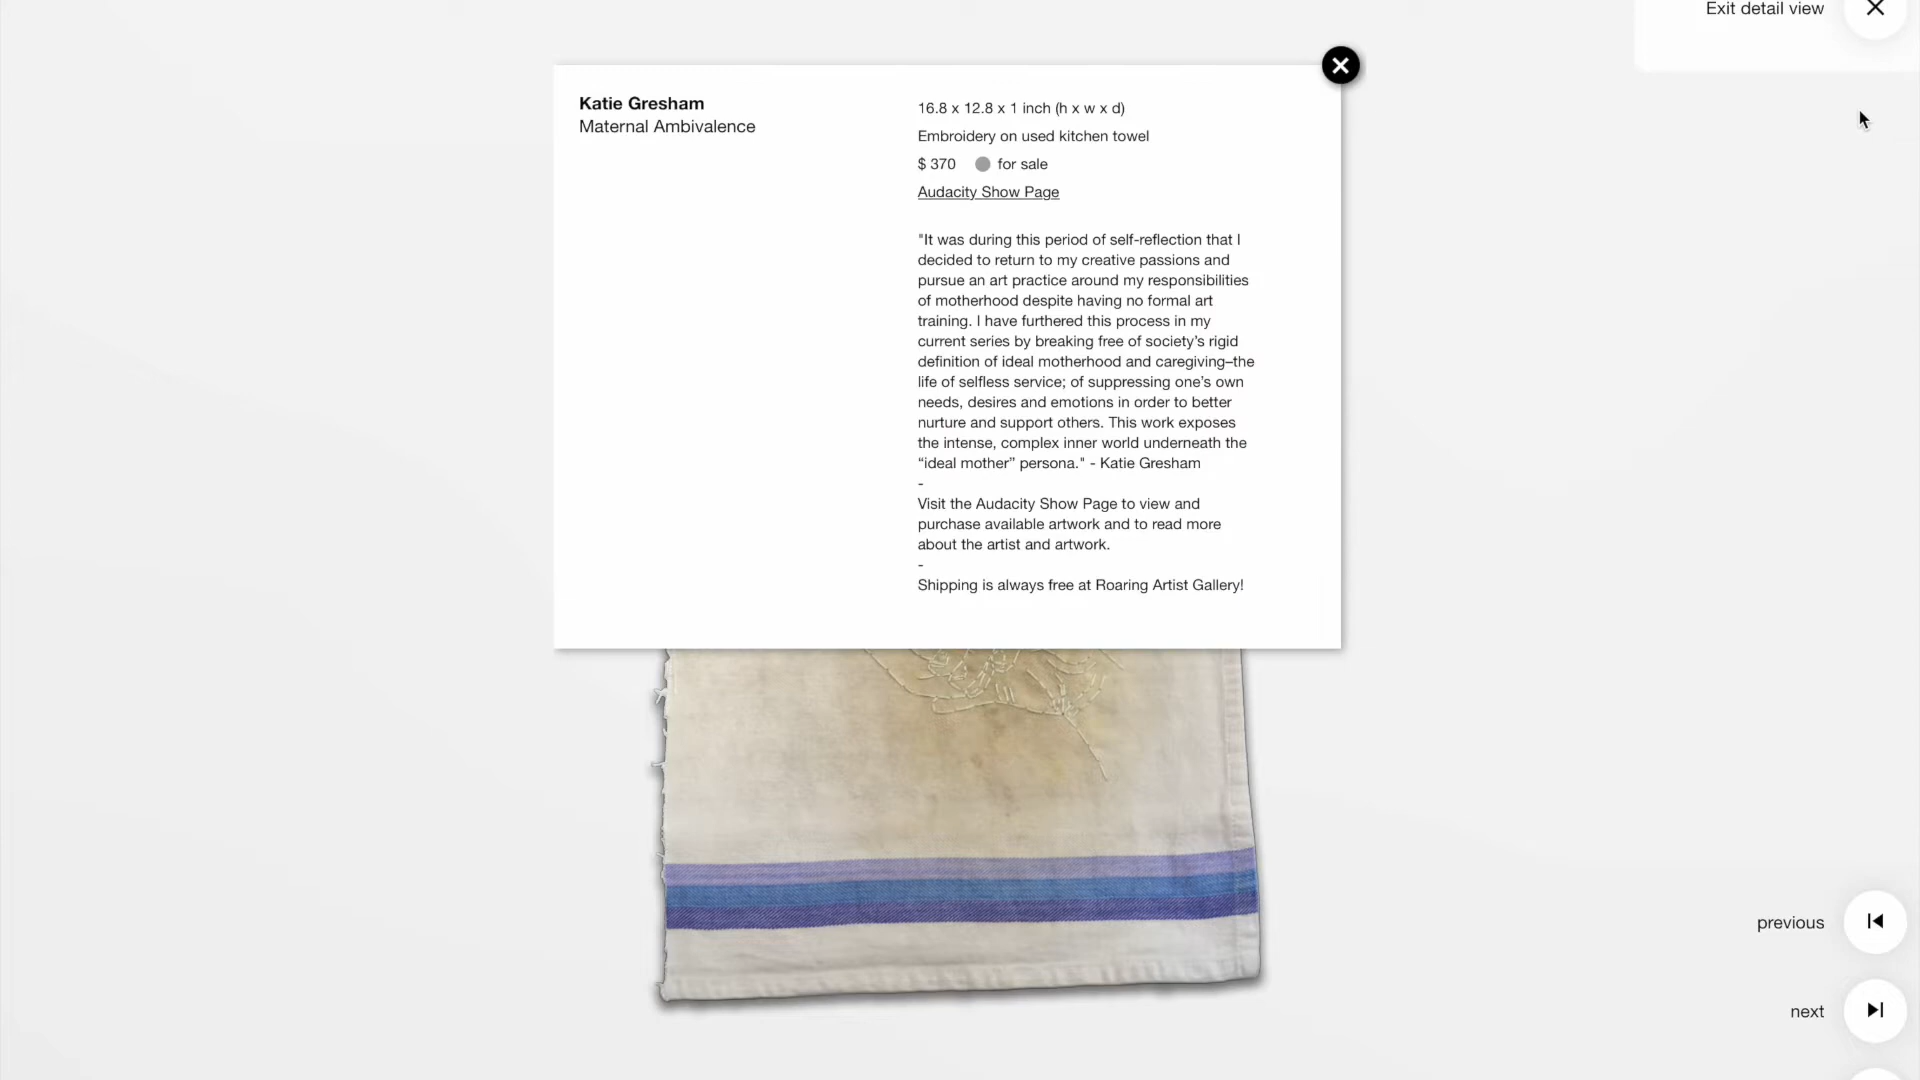 Exit detail view
Katie Gresham
Maternal Ambivalence
16.8 x 12.8 x 1 inch (h x w x d)
Embroidery on used kitchen towel
$ 370 for sale
Audacity Show Page
"It was during this period of self-reflection that I
decided to return to my creative passions and
pursue an art practice around my responsibilities
of motherhood despite having no formal art
training. I have furthered this process in my
current series by breaking free of society’s rigid
definition of ideal motherhood and caregiving–the
life of selfless service; of suppressing one’s own
needs, desires and emotions in order to better
nurture and support others. This work exposes
the intense, complex inner world underneath the
“ideal mother” persona." - Katie Gresham
-
Visit the Audacity Show Page to view and
purchase available artwork and to read more
about the artist and artwork.
-
Shipping is always free at Roaring Artist Gallery!
previous
next